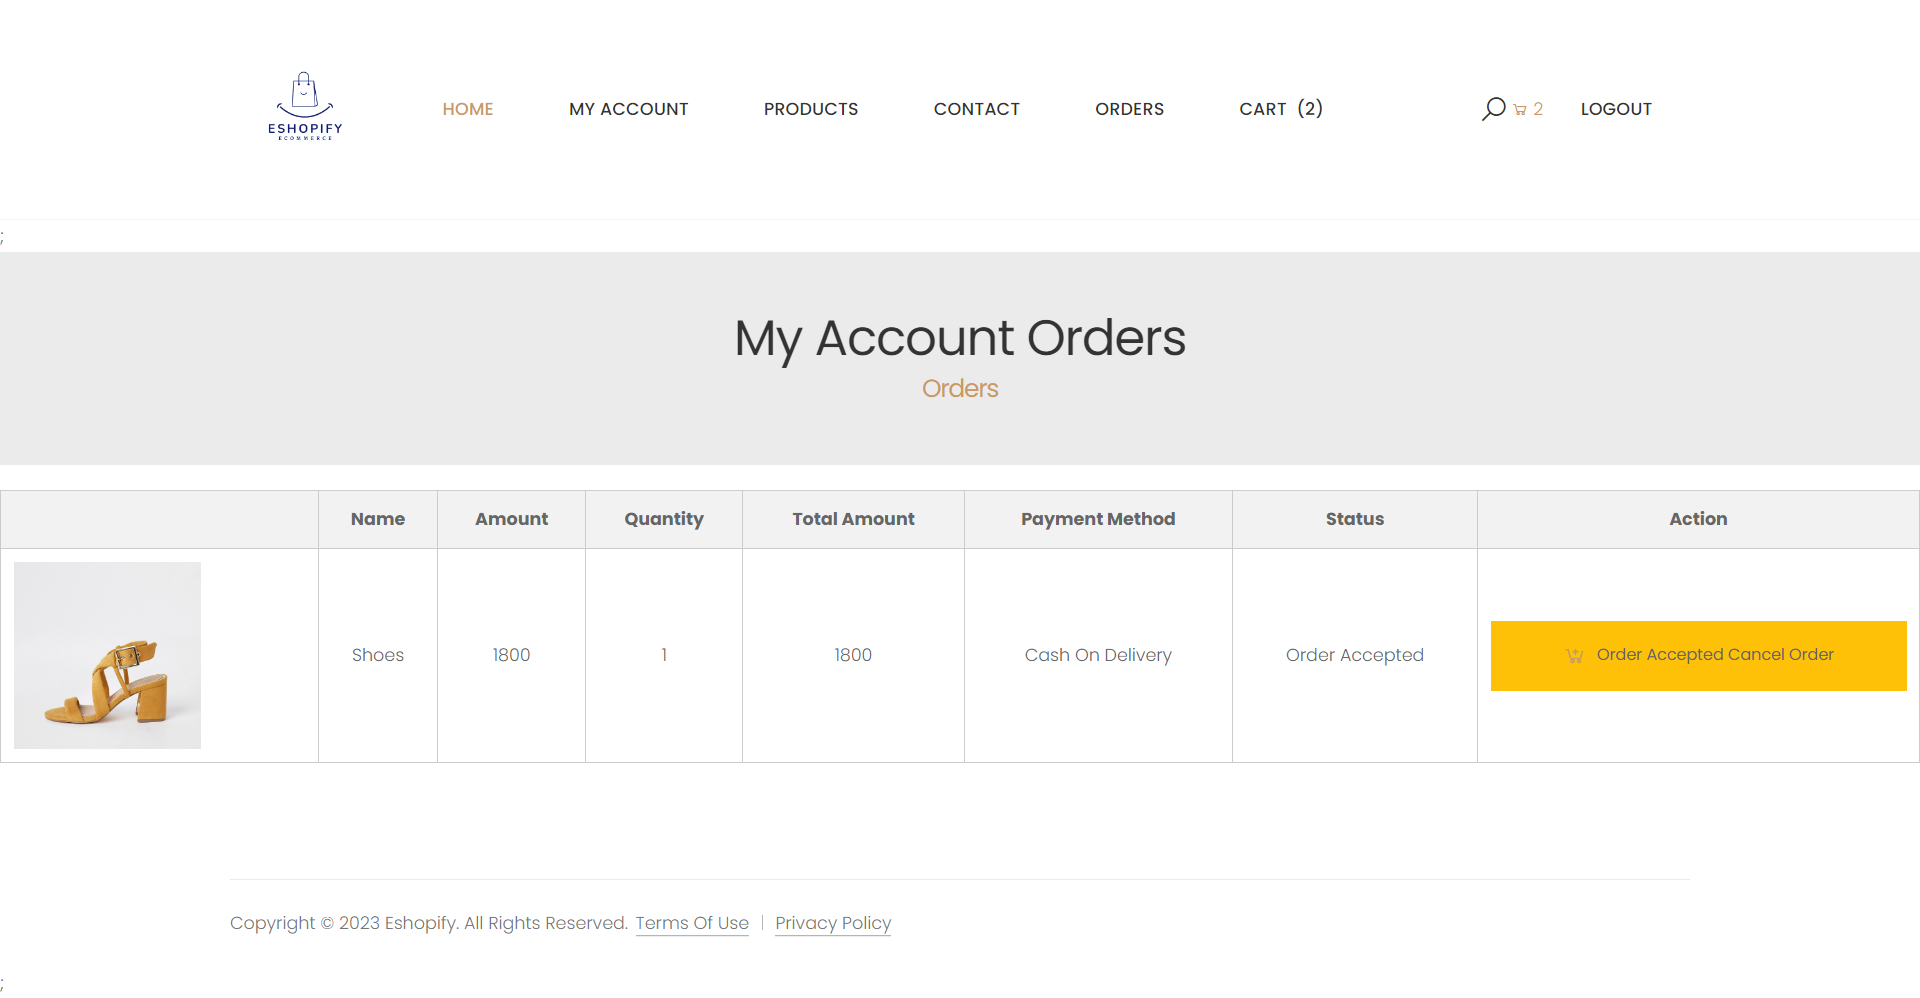 ESHOPIFY
ECOMMERCE
HOME MY ACCOUNT PRODUCTS CONTACT ORDERS CART (2) 2 LOGOUT
;
My Account Orders
Orders
Name Amount Quantity Total Amount Payment Method Status Action
Shoes 1800 1 1800 Cash On Delivery Order Accepted Order Accepted Cancel Order
Copyright © 2023 Eshopify. All Rights Reserved. Terms Of Use | Privacy Policy
;